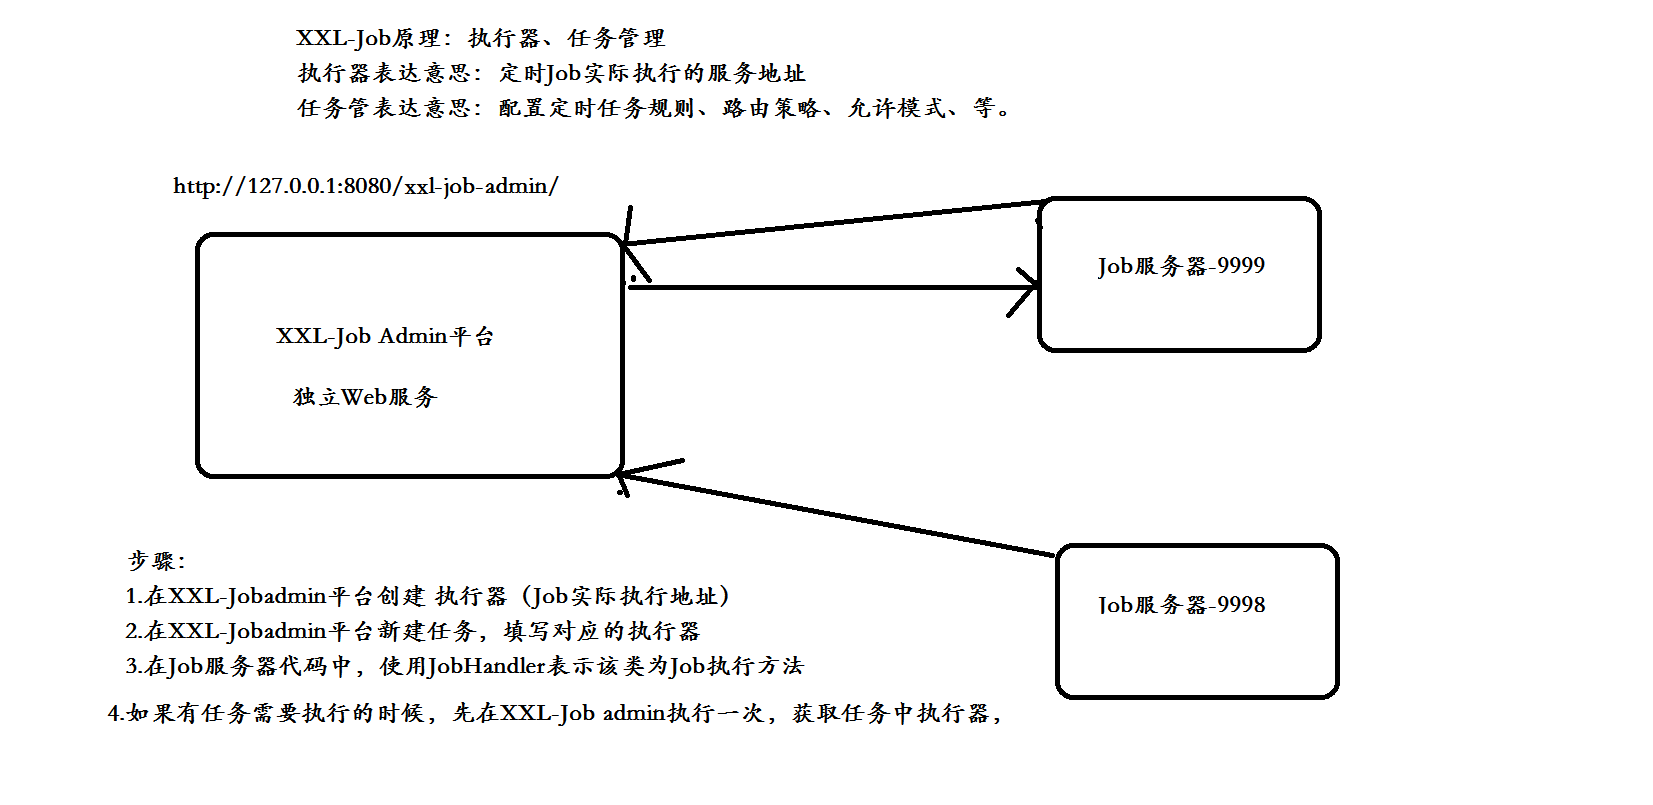 XXL-Job原理：执行器、任务管理
执行器表达意思：定时Job实际执行的服务地址
任务管表达意思：配置定时任务规则、路由策略、允许模式、等。
http://127.0.0.1:8080/xxl-job-admin/
Job服务器-9999
XXL-Job Admin平台
独立Web服务
步骤：
1.在XXL-Jobadmin平台创建 执行器（Job实际执行地址）
2.在XXL-Jobadmin平台新建任务，填写对应的执行器
Job服务器-9998
3.在Job服务器代码中，使用JobHandler表示该类为Job执行方法
4.如果有任务需要执行的时候，先在XXL-Job admin执行一次，获取任务中执行器，